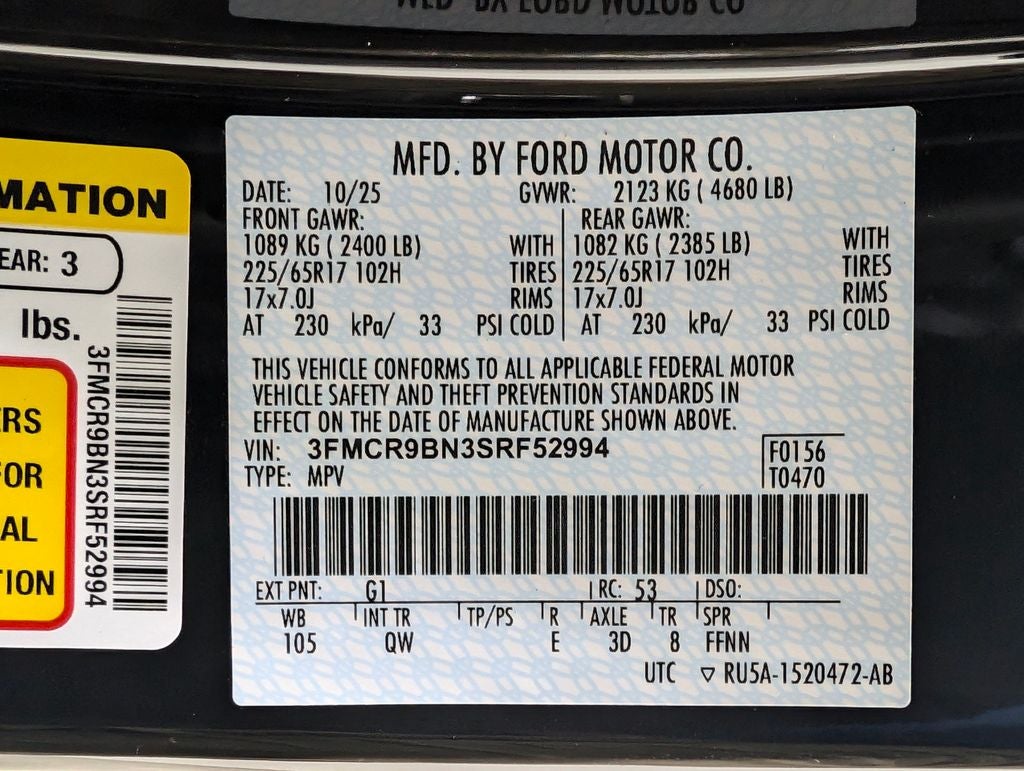 MFD. BY FORD MOTOR CO.
DATE: 10/25 GVWR: 2123 KG ( 4680 LB)
FRONT GAWR: REAR GAWR:
1089 KG ( 2400 LB) WITH 1082 KG ( 2385 LB) WITH
225/65R17 102H TIRES 225/65R17 102H TIRES
17x7.0J RIMS 17x7.0J RIMS
AT 230 kPa/ 33 PSI COLD AT 230 kPa/ 33 PSI COLD
THIS VEHICLE CONFORMS TO ALL APPLICABLE FEDERAL MOTOR
VEHICLE SAFETY AND THEFT PREVENTION STANDARDS IN
EFFECT ON THE DATE OF MANUFACTURE SHOWN ABOVE.
VIN: 3FMCR9BN3SRF52994
F0156
TYPE: MPV T0470
EXT PNT: G1 RC: 53 DSO:
WB INT TR TP/PS R AXLE TR SPR
105 QW E 3D 8 FFNN
UTC ▽ RU5A-1520472-AB
MATION
EAR: 3
lbs.
3FMCR9BN3SRF52994
ERS
FOR
AL
TION